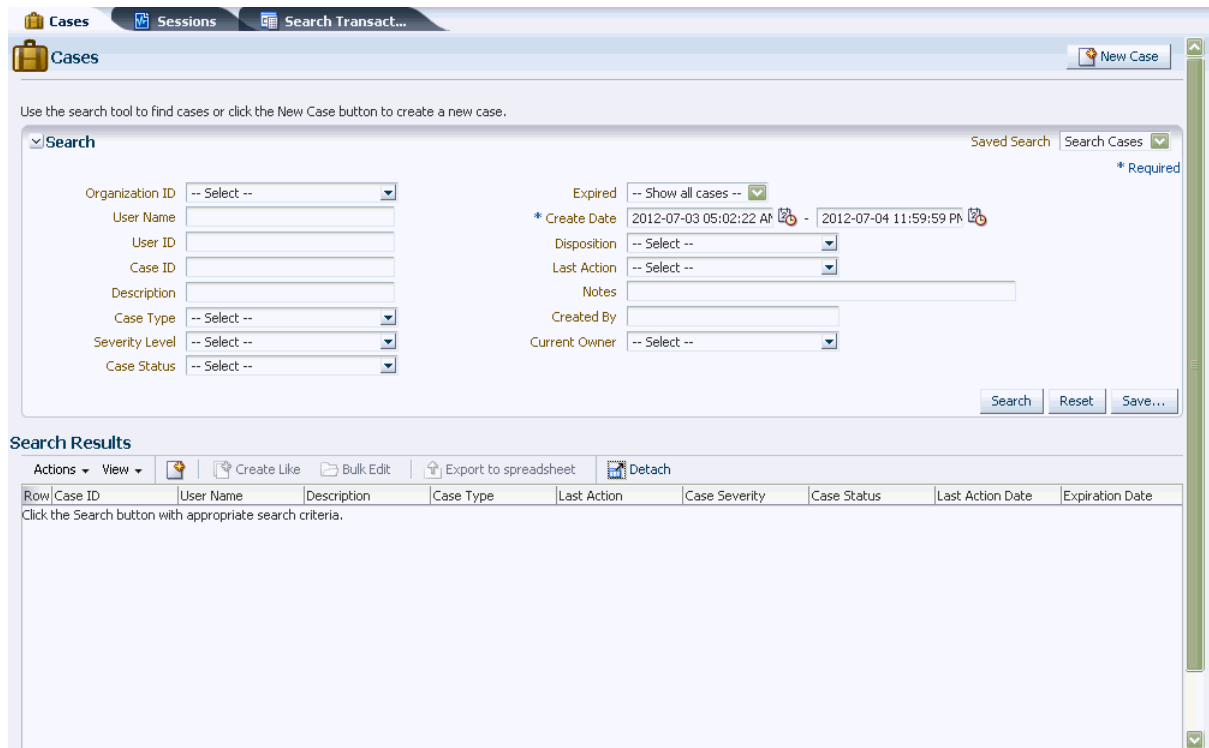 Cases Sessions Search Transact...
Cases New Case
Use the search tool to find cases or click the New Case button to create a new case.
Search Saved Search Search Cases
* Required
Organization ID -- Select -- Expired -- Show all cases --
User Name * Create Date 2012-07-03 05:02:22 AM - 2012-07-04 11:59:59 PM
User ID Disposition -- Select --
Case ID Last Action -- Select --
Description Notes
Case Type -- Select -- Created By
Severity Level -- Select -- Current Owner -- Select --
Case Status -- Select --
Search Reset Save...
Search Results
Actions View Create Like Bulk Edit Export to spreadsheet Detach
Row Case ID User Name Description Case Type Last Action Case Severity Case Status Last Action Date Expiration Date
Click the Search button with appropriate search criteria.